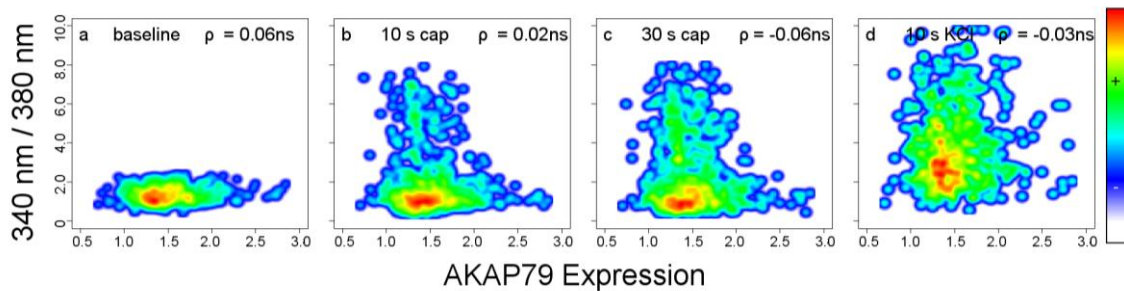 a baseline ρ = 0.06ns
b 10 s cap ρ = 0.02ns
c 30 s cap ρ = -0.06ns
d 10 s KCl ρ = -0.03ns
340 nm / 380 nm
10.0
8.0
6.0
4.0
2.0
0
0.5 1.0 1.5 2.0 2.5 3.0
0.5 1.0 1.5 2.0 2.5 3.0
0.5 1.0 1.5 2.0 2.5 3.0
0.5 1.0 1.5 2.0 2.5 3.0
+
-
AKAP79 Expression